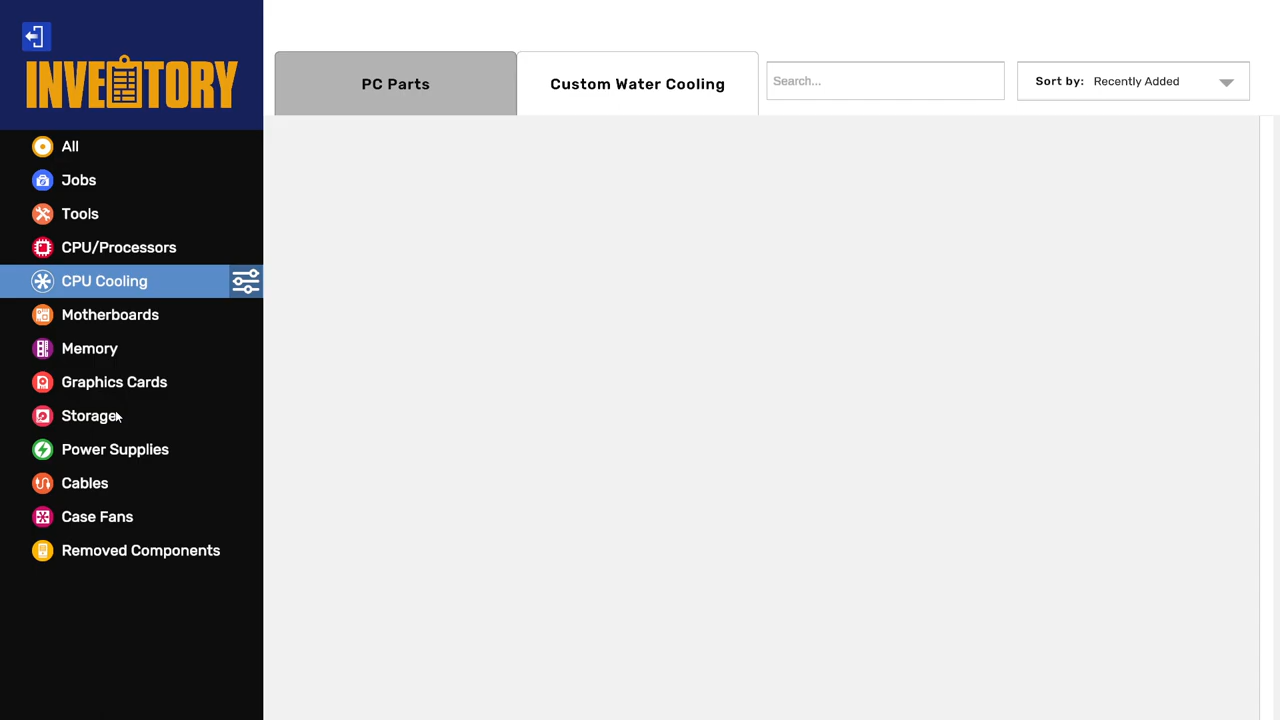 INVENTORY
PC Parts
Custom Water Cooling
Search...
Sort by: Recently Added
All
Jobs
Tools
CPU/Processors
CPU Cooling
Motherboards
Memory
Graphics Cards
Storage
Power Supplies
Cables
Case Fans
Removed Components